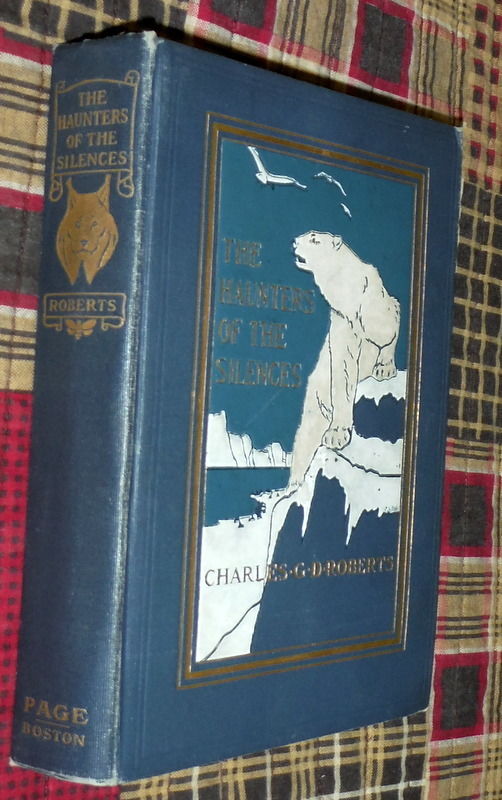 THE
HAUNTERS
OF THE
SILENCES
ROBERTS
PAGE
BOSTON
THE
HAUNTERS
OF THE
SILENCES
CHARLES·G·D·ROBERTS